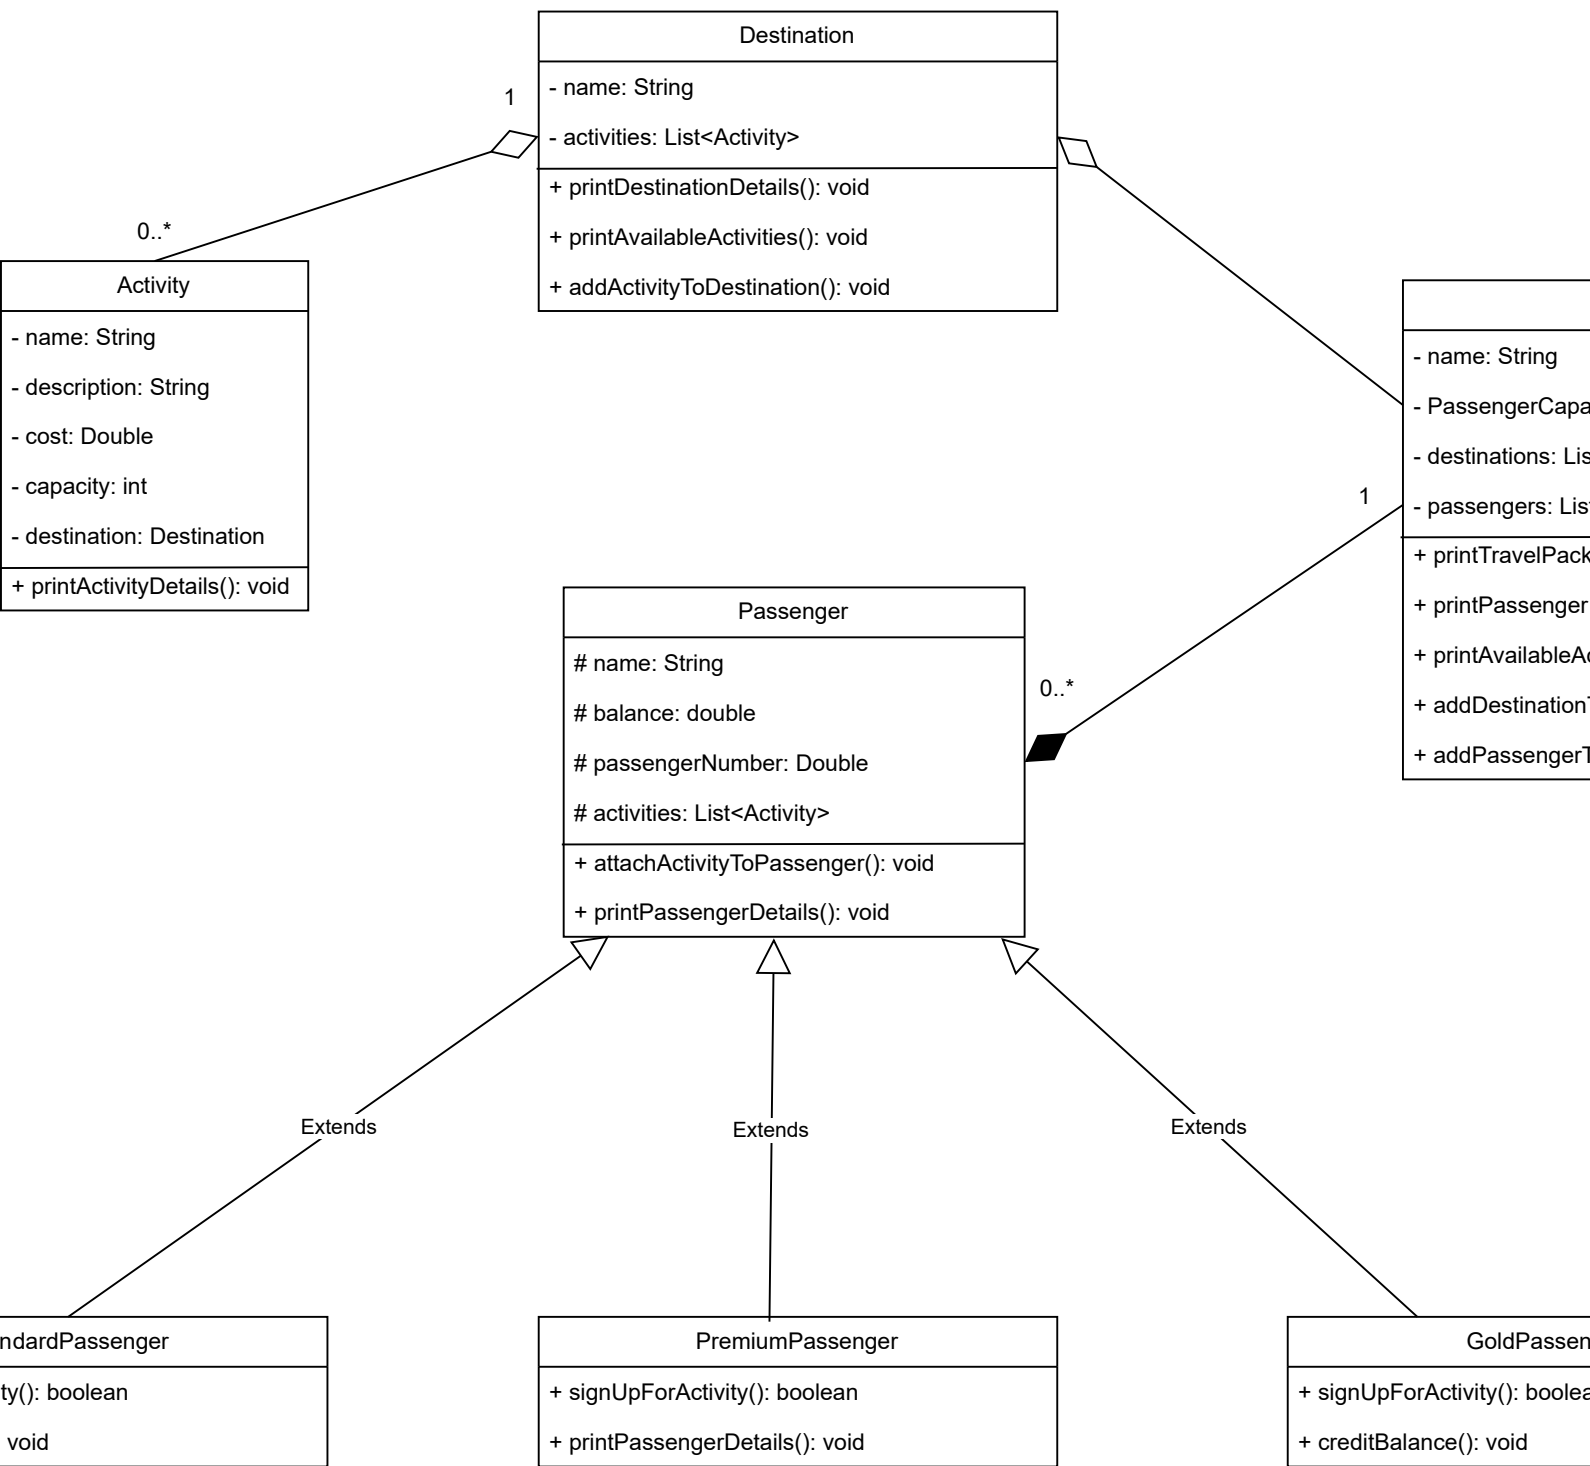 Destination
- name: String
- activities: List<Activity>
+ printDestinationDetails(): void
+ printAvailableActivities(): void
+ addActivityToDestination(): void
1
0..*
Activity
- name: String
- description: String
- cost: Double
- capacity: int
- destination: Destination
+ printActivityDetails(): void
- name: String
- PassengerCapa
- destinations: Lis
- passengers: List
+ printTravelPack
+ printPassenger
+ printAvailableAc
+ addDestinationT
+ addPassengerT
1
0..*
Passenger
# name: String
# balance: double
# passengerNumber: Double
# activities: List<Activity>
+ attachActivityToPassenger(): void
+ printPassengerDetails(): void
Extends
Extends
Extends
ndardPassenger
ty(): boolean
void
PremiumPassenger
+ signUpForActivity(): boolean
+ printPassengerDetails(): void
GoldPassen
+ signUpForActivity(): boolea
+ creditBalance(): void